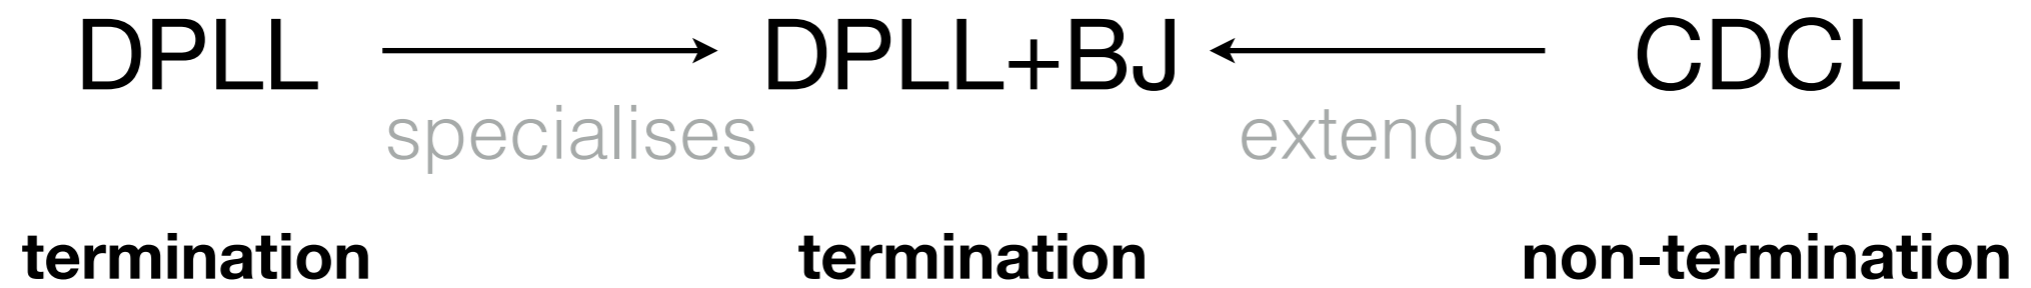 DPLL DPLL+BJ CDCL
specialises extends
termination termination non-termination